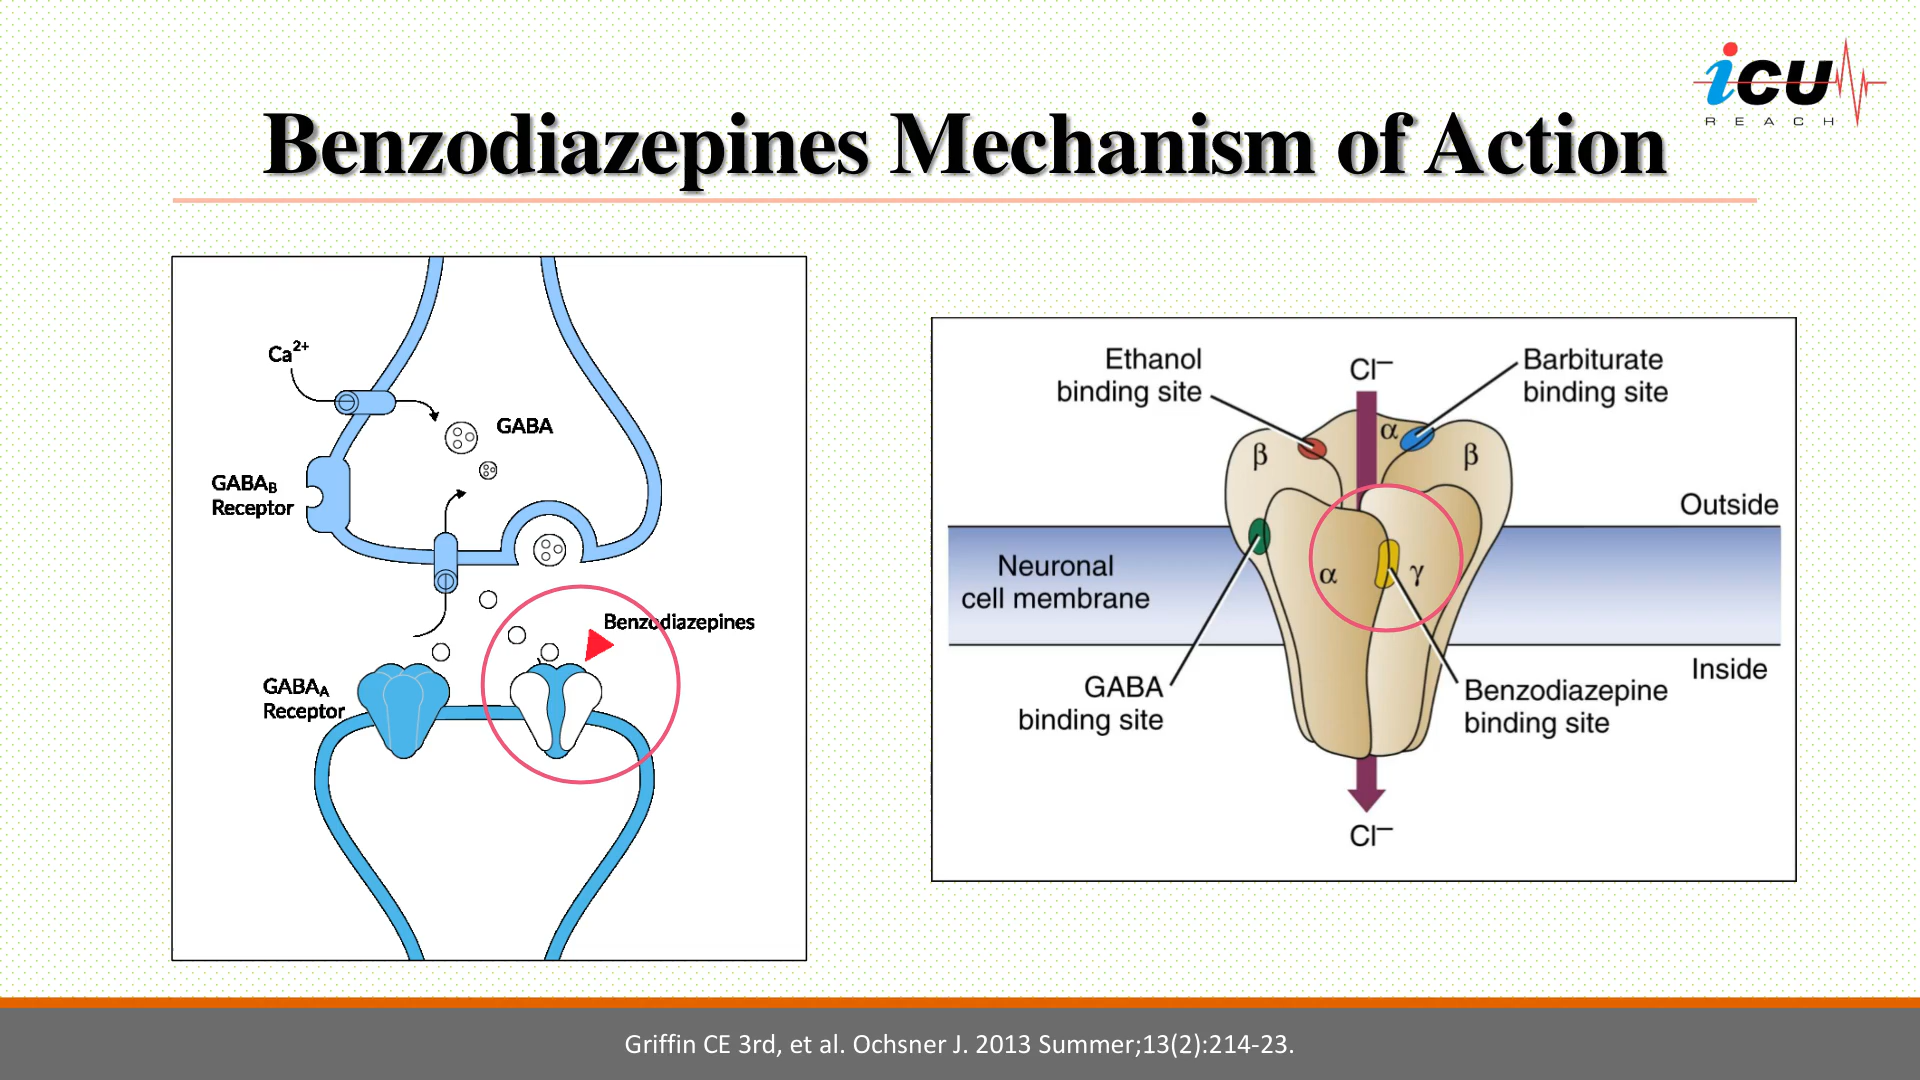 icu
REACH
Benzodiazepines Mechanism of Action
Ca²⁺
GABA
GABA_B
Receptor
Benzodiazepines
GABA_A
Receptor
Ethanol
binding site
Cl⁻
Barbiturate
binding site
α
β
β
Outside
Neuronal
cell membrane
α
γ
Inside
GABA
binding site
Benzodiazepine
binding site
Cl⁻
Griffin CE 3rd, et al. Ochsner J. 2013 Summer;13(2):214-23.